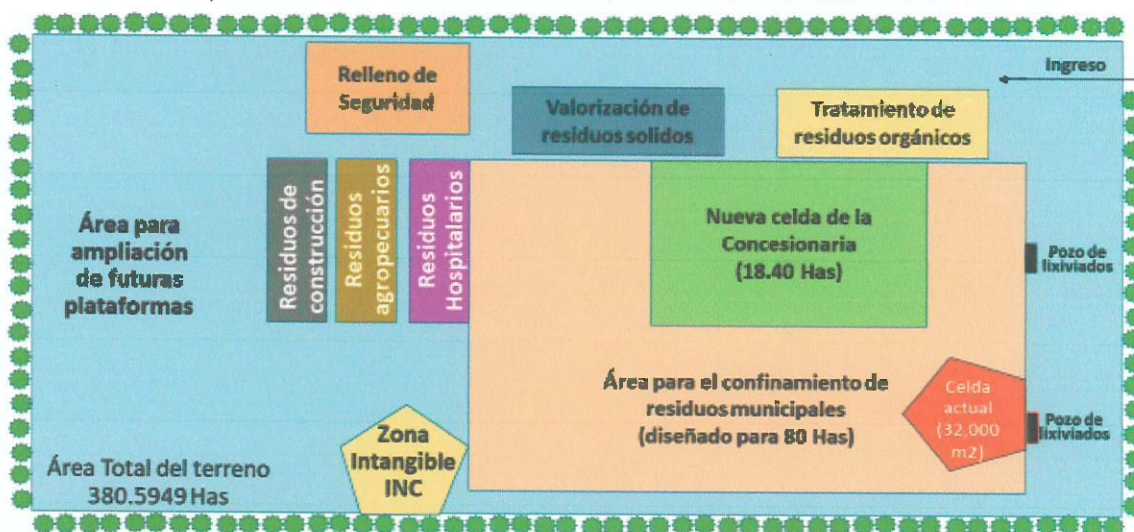 Ingreso
Relleno de
Seguridad
Valorización de
residuos solidos
Tratamiento de
residuos orgánicos
Área para
ampliación
de futuras
plataformas
Residuos de
construcción
Residuos
agropecuarios
Residuos
Hospitalarios
Nueva celda de la
Concesionaria
(18.40 Has)
Pozo de
lixiviados
Área para el confinamiento de
residuos municipales
(diseñado para 80 Has)
Celda
actual
(32,000
m2)
Pozo de
lixiviados
Zona
Intangible
INC
Área Total del terreno
380.5949 Has